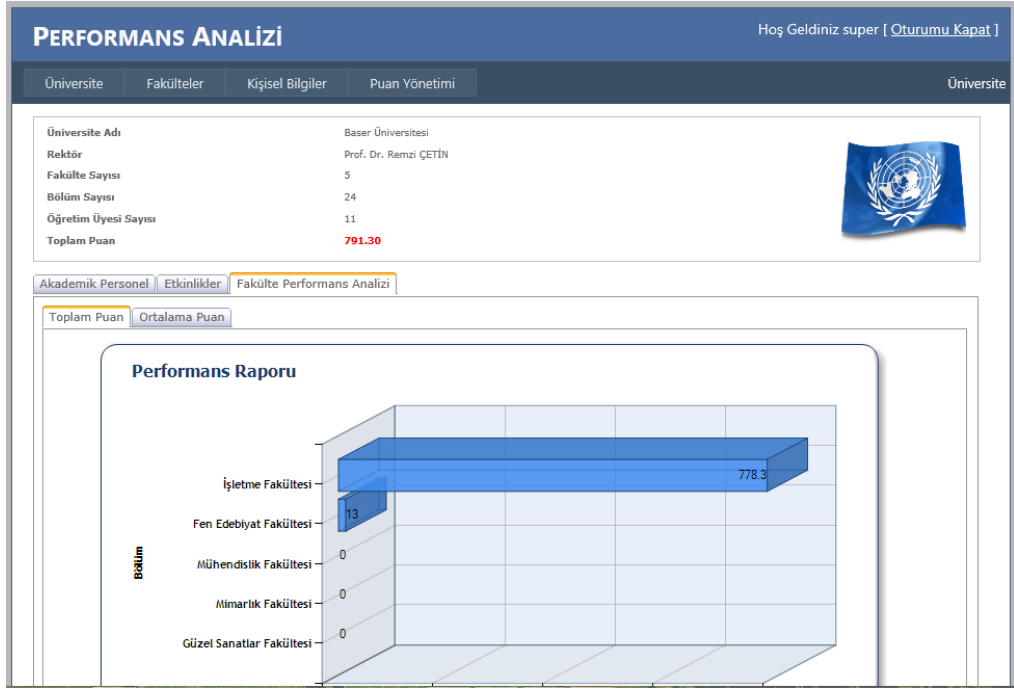 PERFORMANS ANALİZİ
Hoş Geldiniz super [ Oturumu Kapat ]
Üniversite Fakülteler Kişisel Bilgiler Puan Yönetimi Üniversite
Üniversite Adı Baser Üniversitesi
Rektör Prof. Dr. Remzi ÇETİN
Fakülte Sayısı 5
Bölüm Sayısı 24
Öğretim Üyesi Sayısı 11
Toplam Puan 791.30
Akademik Personel Etkinlikler Fakülte Performans Analizi
Toplam Puan Ortalama Puan
Performans Raporu
İşletme Fakültesi 778.3
Fen Edebiyat Fakültesi 13
Mühendislik Fakültesi 0
Mimarlık Fakültesi 0
Güzel Sanatlar Fakültesi 0
Bölüm